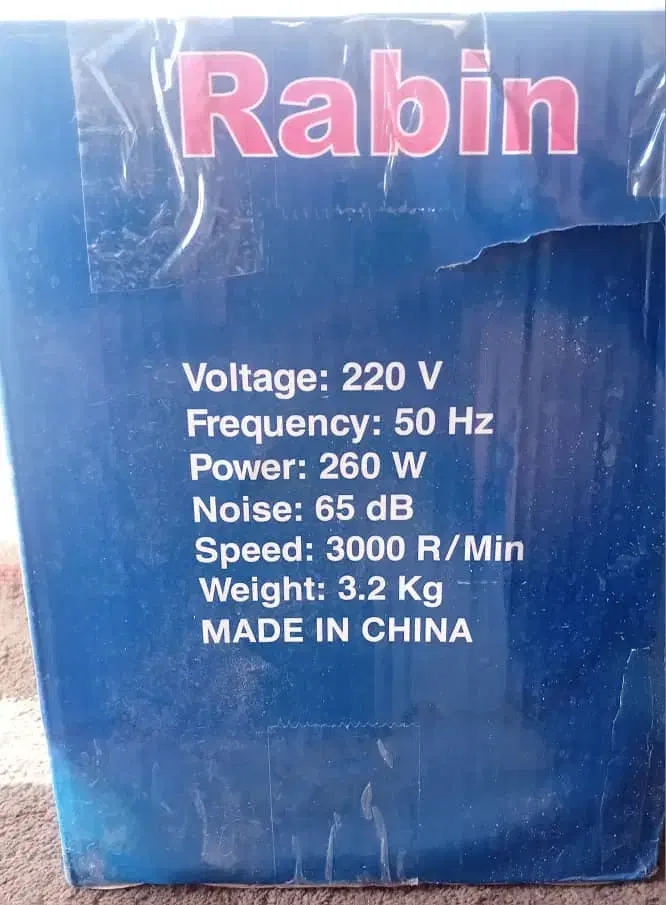 Rabin
Voltage: 220 V
Frequency: 50 Hz
Power: 260 W
Noise: 65 dB
Speed: 3000 R/Min
Weight: 3.2 Kg
MADE IN CHINA